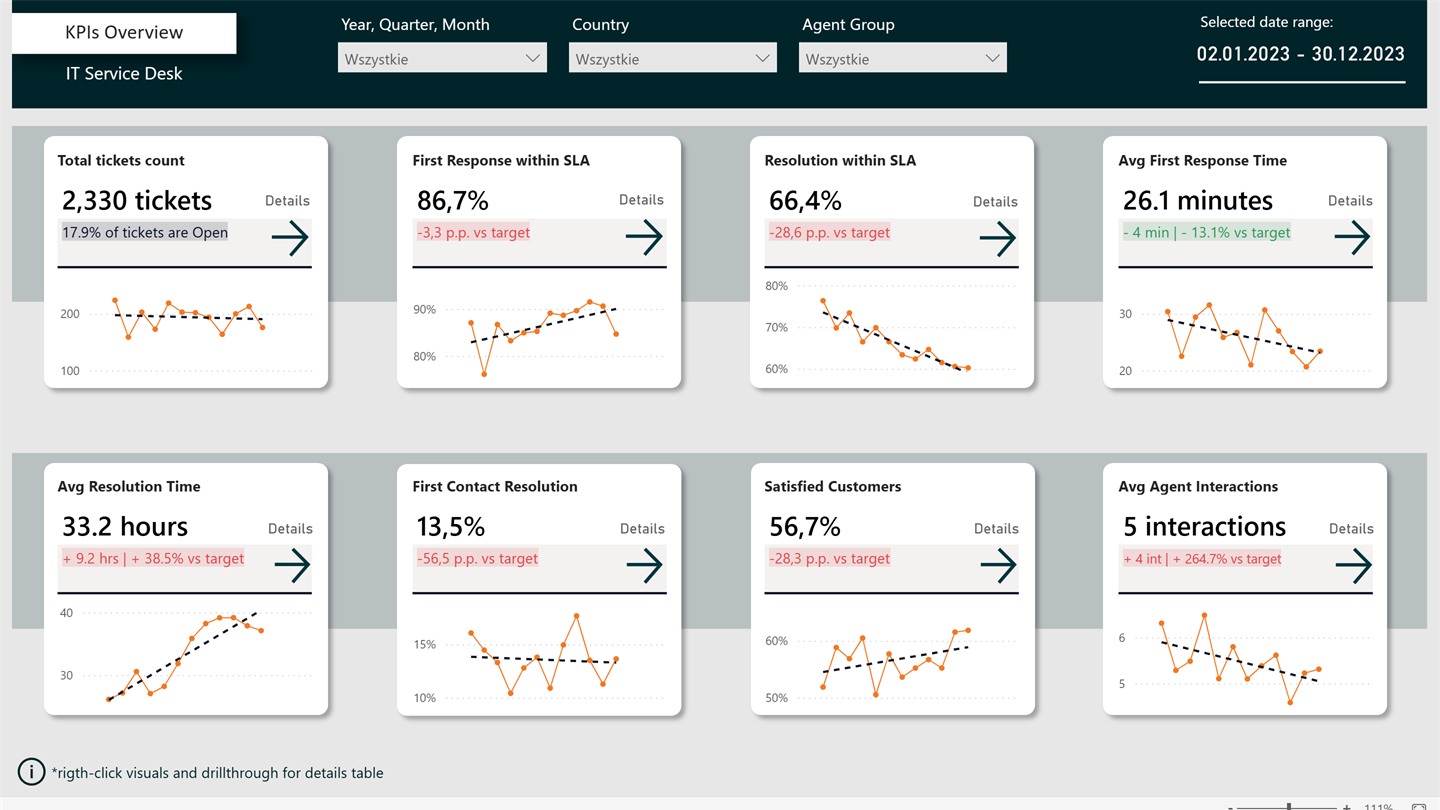 KPIs Overview
IT Service Desk
Year, Quarter, Month
Wszystkie
Country
Wszystkie
Agent Group
Wszystkie
Selected date range:
02.01.2023 - 30.12.2023
Total tickets count
2,330 tickets
Details
17.9% of tickets are Open
200
100
First Response within SLA
86,7%
Details
-3,3 p.p. vs target
90%
80%
Resolution within SLA
66,4%
Details
-28,6 p.p. vs target
80%
70%
60%
Avg First Response Time
26.1 minutes
Details
- 4 min | - 13.1% vs target
30
20
Avg Resolution Time
33.2 hours
Details
+ 9.2 hrs | + 38.5% vs target
40
30
First Contact Resolution
13,5%
Details
-56,5 p.p. vs target
15%
10%
Satisfied Customers
56,7%
Details
-28,3 p.p. vs target
60%
50%
Avg Agent Interactions
5 interactions
Details
+ 4 int | + 264.7% vs target
6
5
*rigth-click visuals and drillthrough for details table
- + 111%